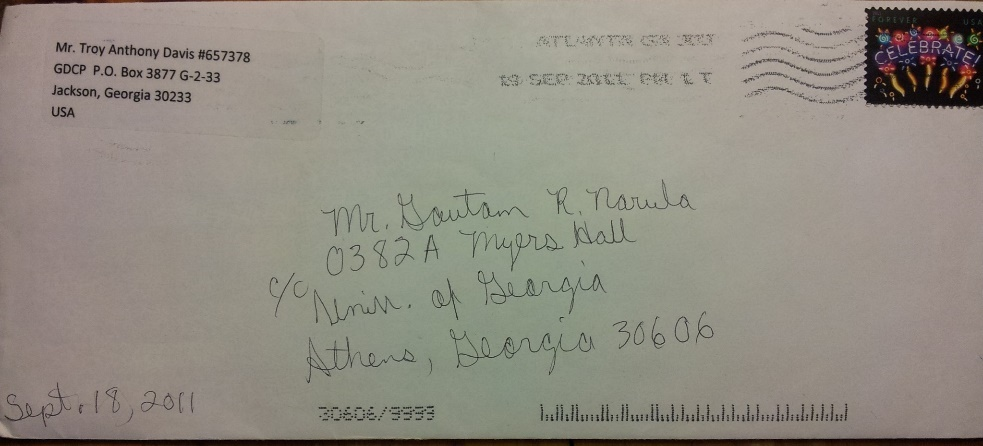 Mr. Troy Anthony Davis #657378
GDCP P.O. Box 3877 G-2-33
Jackson, Georgia 30233
USA
ATLANTA GA 307
19 SEP 2011 PM 1 T
FOREVER USA
CELEBRATE!
Mr. Gautam R. Narula
0382A Myers Hall
c/c Univ. of Georgia
Athens, Georgia 30606
Sept. 18, 2011
30606/9999